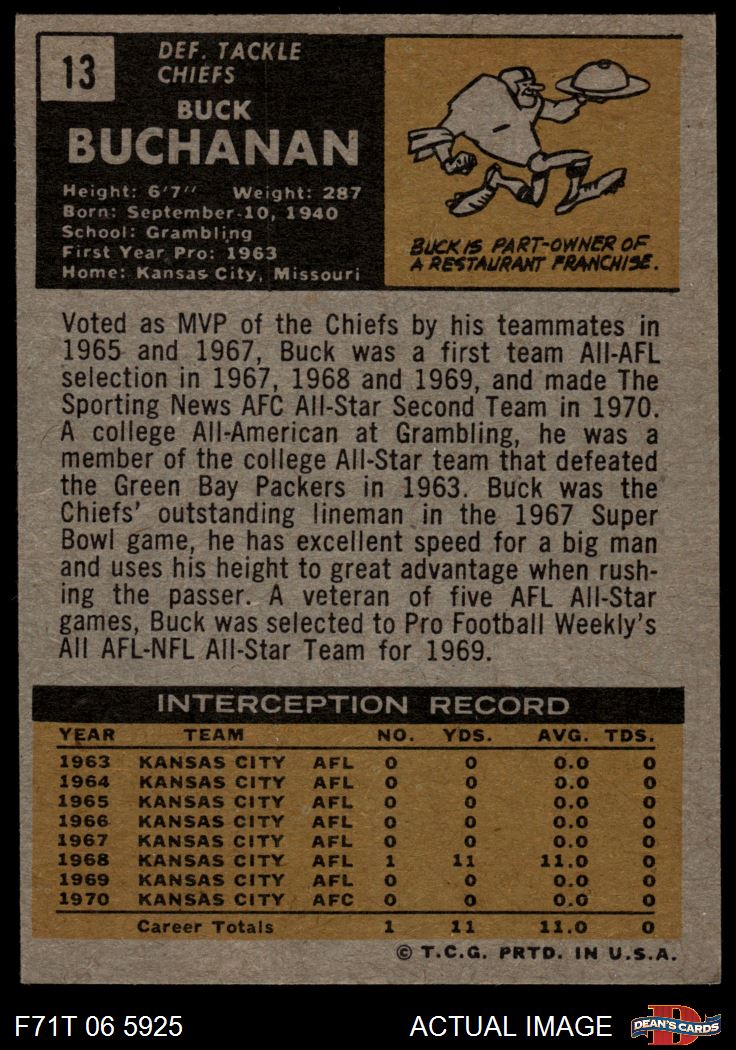 13
DEF. TACKLE
CHIEFS
BUCK
BUCHANAN
Height: 6'7" Weight: 287
Born: September 10, 1940
School: Grambling
First Year Pro: 1963
Home: Kansas City, Missouri
BUCK IS PART-OWNER OF
A RESTAURANT FRANCHISE.
Voted as MVP of the Chiefs by his teammates in
1965 and 1967, Buck was a first team All-AFL
selection in 1967, 1968 and 1969, and made The
Sporting News AFC All-Star Second Team in 1970.
A college All-American at Grambling, he was a
member of the college All-Star team that defeated
the Green Bay Packers in 1963. Buck was the
Chiefs' outstanding lineman in the 1967 Super
Bowl game, he has excellent speed for a big man
and uses his height to great advantage when rush-
ing the passer. A veteran of five AFL All-Star
games, Buck was selected to Pro Football Weekly's
All AFL-NFL All-Star Team for 1969.
INTERCEPTION RECORD
YEAR TEAM NO. YDS. AVG. TDS.
1963 KANSAS CITY AFL 0 0 0.0 0
1964 KANSAS CITY AFL 0 0 0.0 0
1965 KANSAS CITY AFL 0 0 0.0 0
1966 KANSAS CITY AFL 0 0 0.0 0
1967 KANSAS CITY AFL 0 0 0.0 0
1968 KANSAS CITY AFL 1 11 11.0 0
1969 KANSAS CITY AFL 0 0 0.0 0
1970 KANSAS CITY AFC 0 0 0.0 0
Career Totals 1 11 11.0 0
© T.C.G. PRTD. IN U.S.A.
F71T 06 5925 ACTUAL IMAGE
D
DEAN'S CARDS